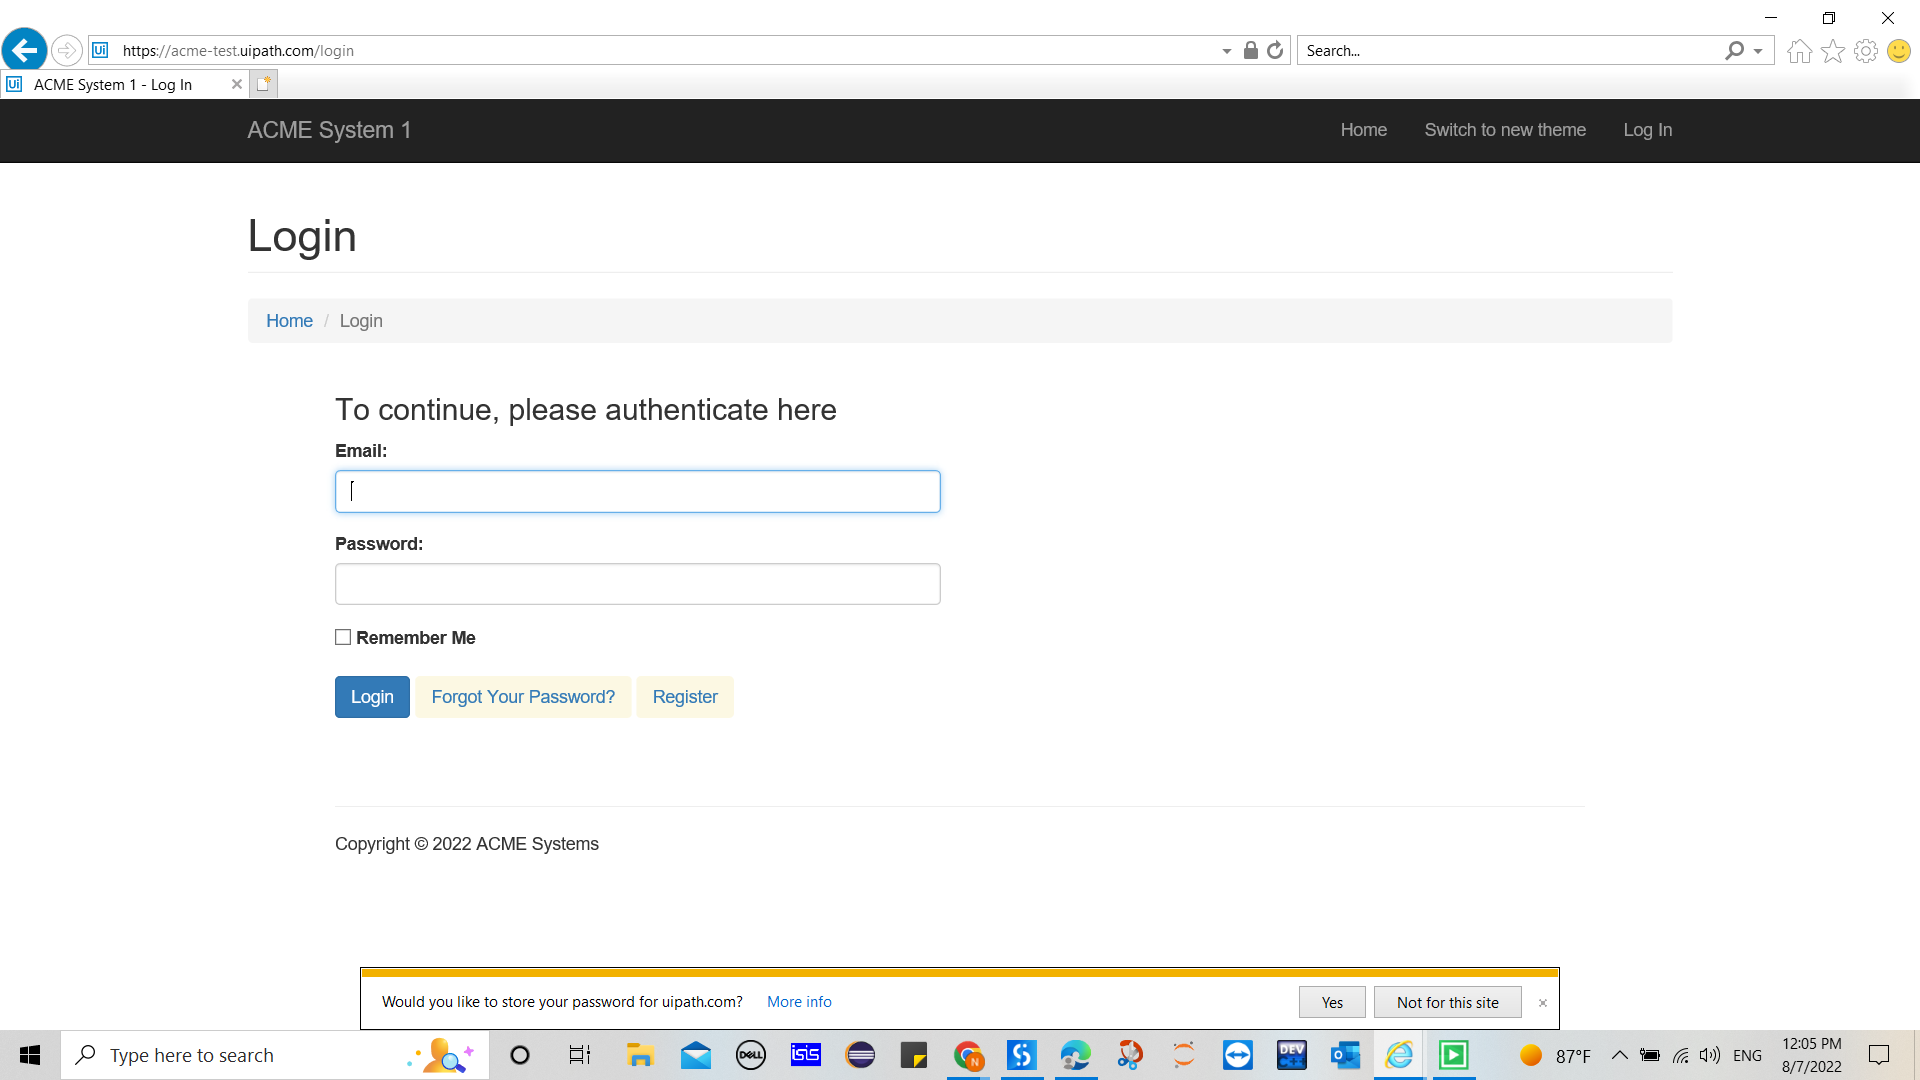 https://acme-test.uipath.com/login
Search...
ACME System 1 - Log In
ACME System 1
Home
Switch to new theme
Log In
Login
Home / Login
To continue, please authenticate here
Email:
Password:
Remember Me
Login
Forgot Your Password?
Register
Copyright © 2022 ACME Systems
Would you like to store your password for uipath.com?
More info
Yes
Not for this site
Type here to search
DELL
isis
N
DEV
C++
87°F
ENG
12:05 PM
8/7/2022